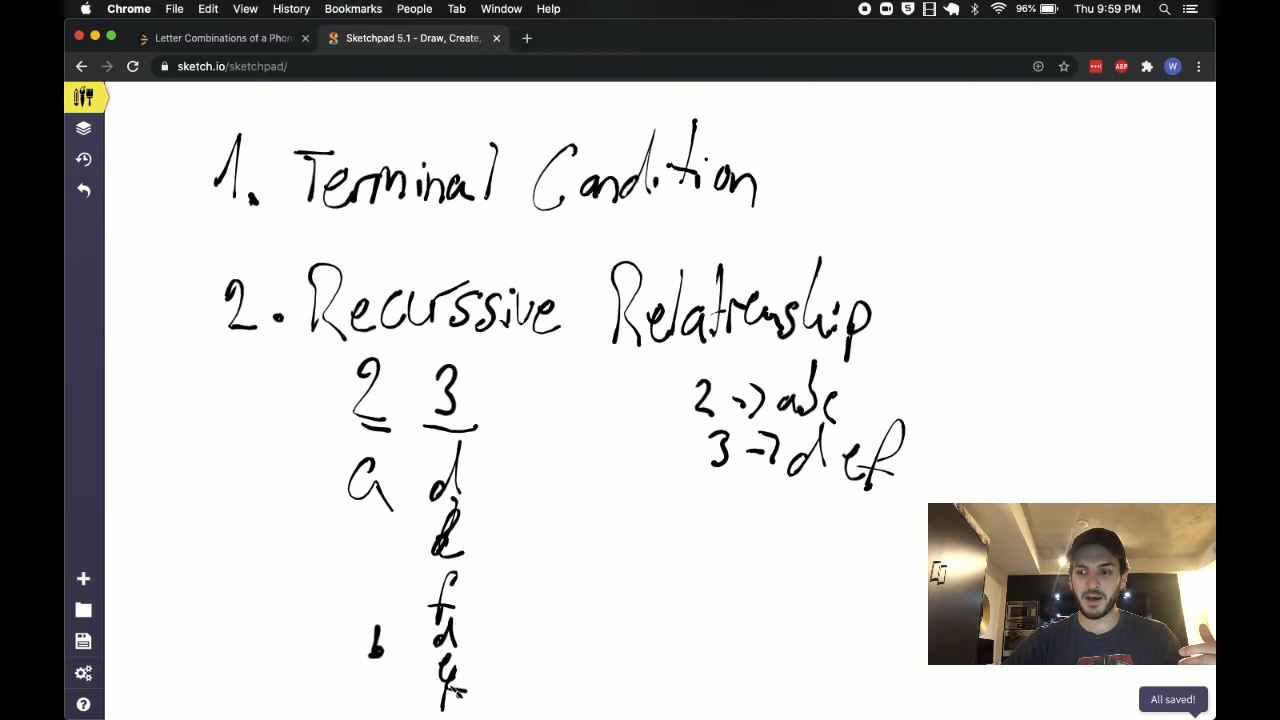 Chrome File Edit View History Bookmarks People Tab Window Help 96% Thu 9:59 PM
Letter Combinations of a Phon Sketchpad 5.1 - Draw, Create,
sketch.io/sketchpad/ ABP W
1. Terminal Condition
2. Recurssive Relationship
2 3
2 -> abc
3 -> def
a d
e
f
b d
e
f
All saved!